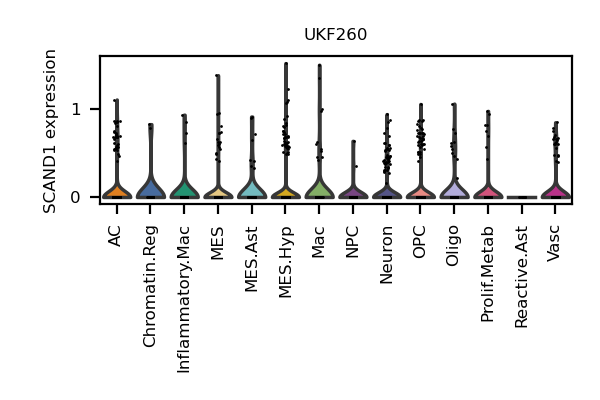 UKF260
SCAND1 expression
1
0
AC
Chromatin.Reg
Inflammatory.Mac
MES
MES.Ast
MES.Hyp
Mac
NPC
Neuron
OPC
Oligo
Prolif.Metab
Reactive.Ast
Vasc